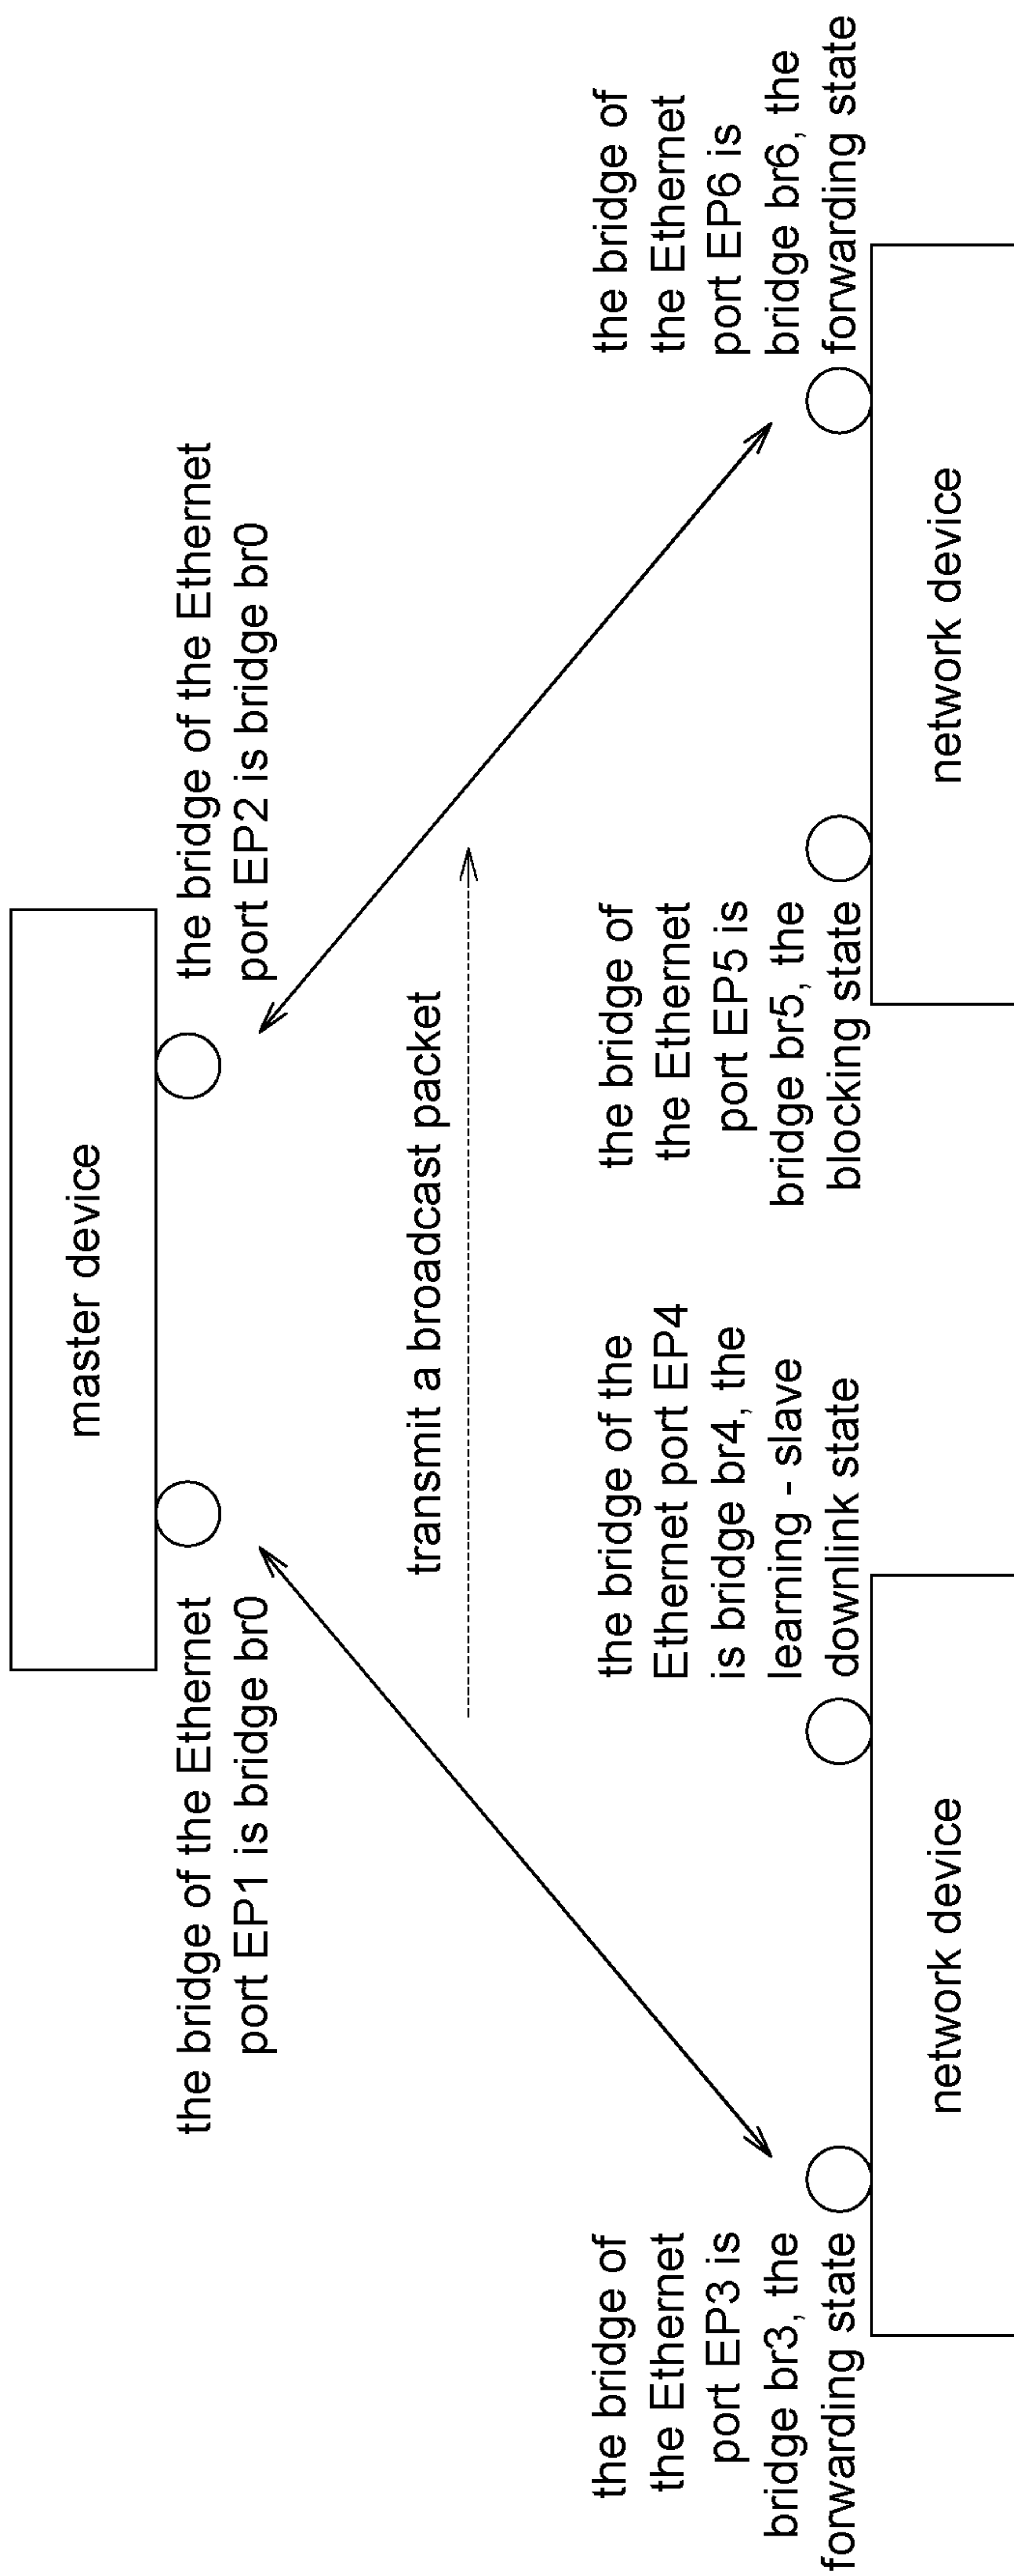 master device
the bridge of the Ethernet
port EP1 is bridge br0
the bridge of the Ethernet
port EP2 is bridge br0
transmit a broadcast packet
the bridge of
the Ethernet
port EP3 is
bridge br3, the
forwarding state
the bridge of the
Ethernet port EP4
is bridge br4, the
learning - slave
downlink state
the bridge of
the Ethernet
port EP5 is
bridge br5, the
blocking state
the bridge of
the Ethernet
port EP6 is
bridge br6, the
forwarding state
network device
network device